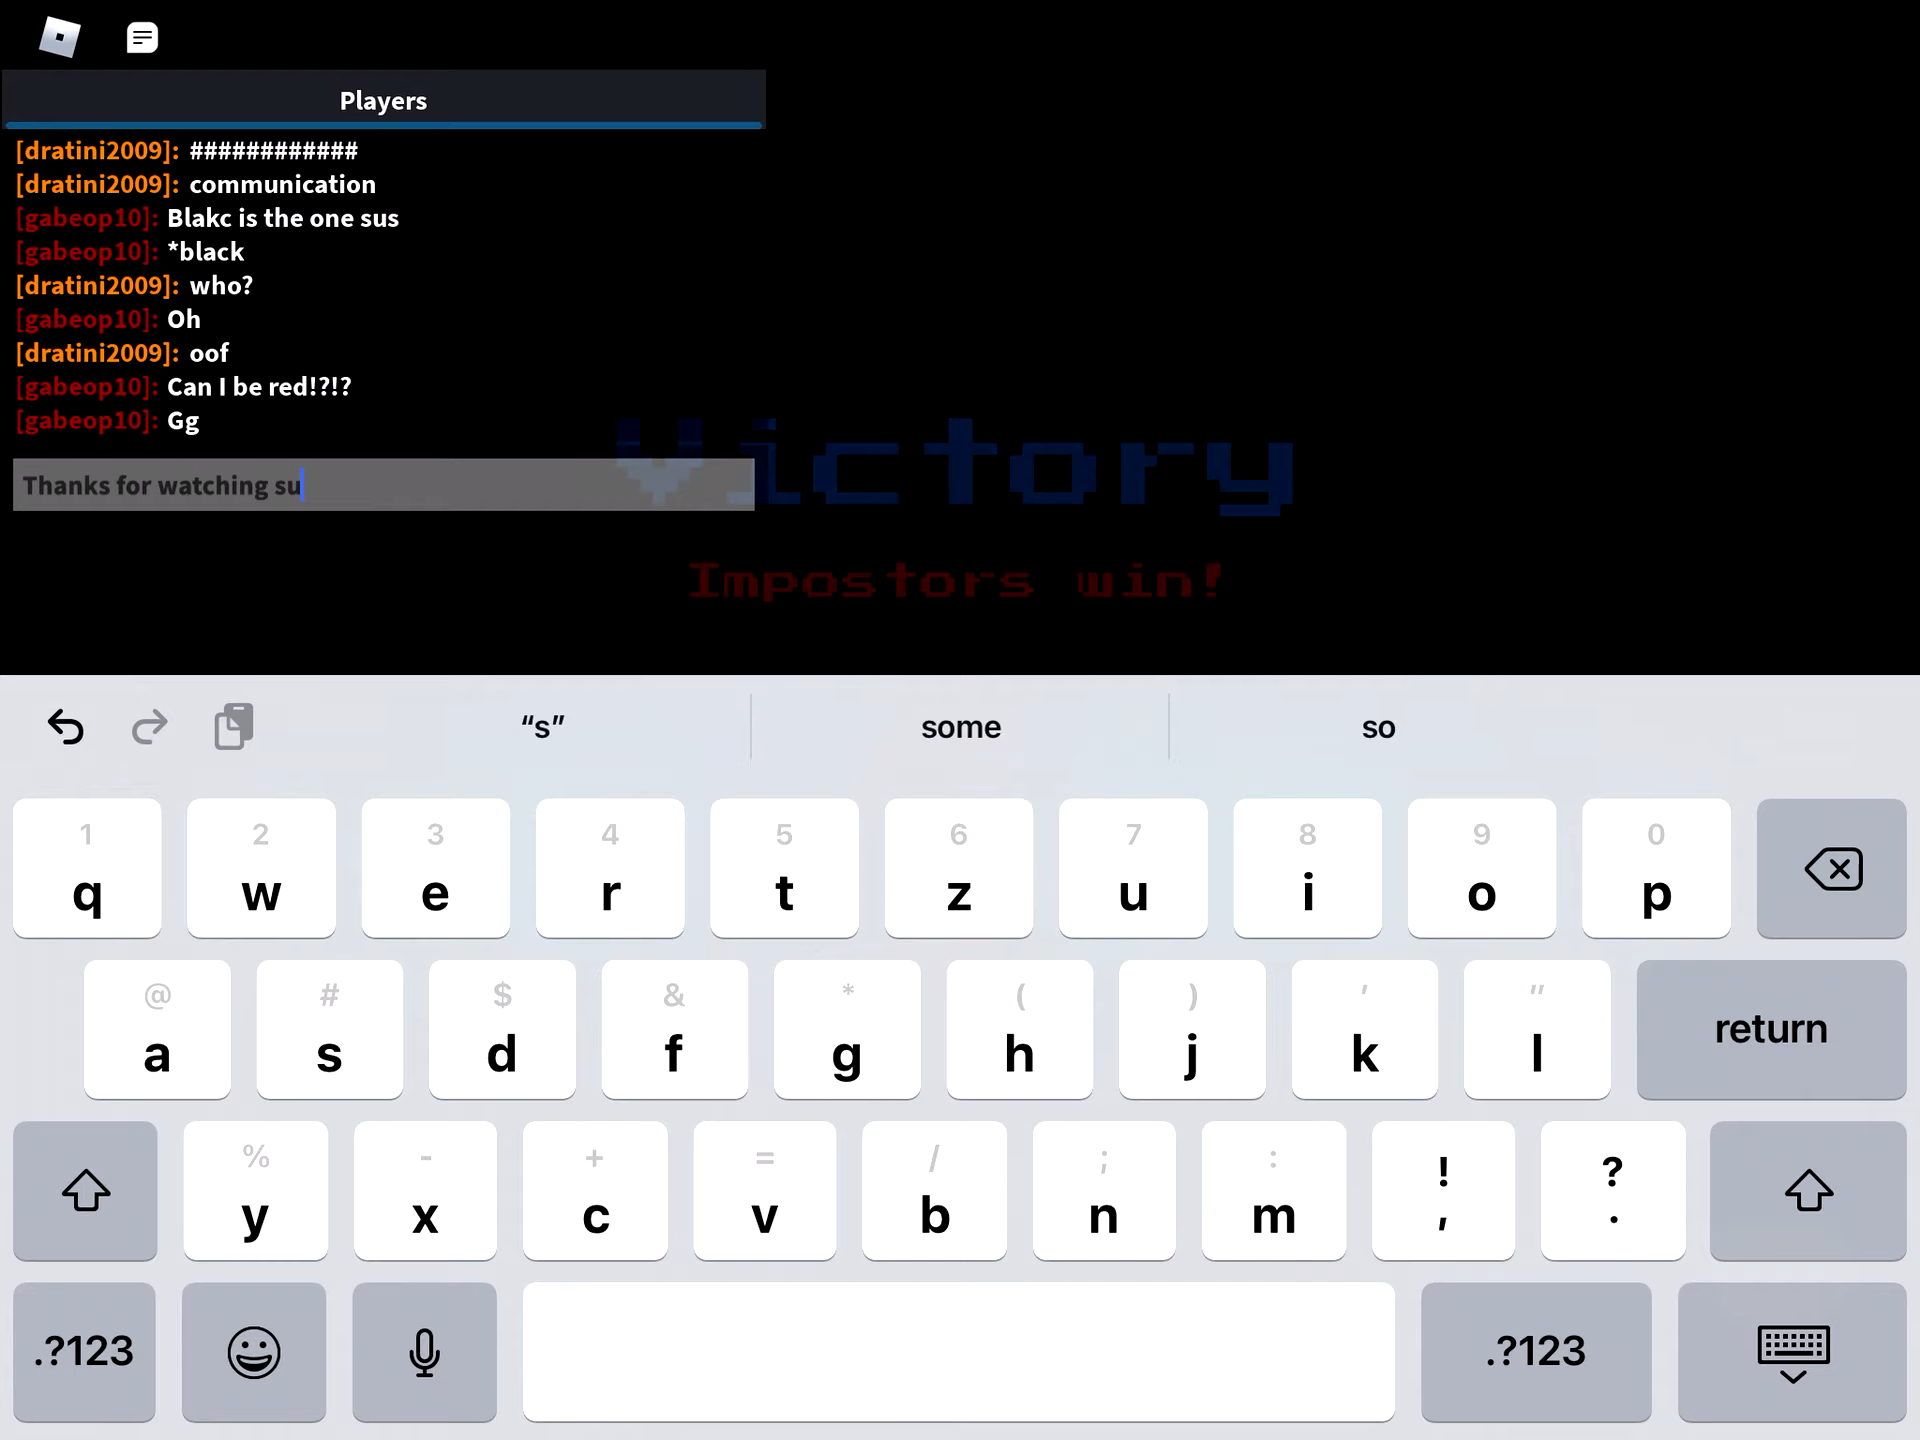 Players
[dratini2009]: ############
[dratini2009]: communication
[gabeop10]: Blakc is the one sus
[gabeop10]: *black
[dratini2009]: who?
[gabeop10]: Oh
[dratini2009]: oof
[gabeop10]: Can I be red!?!?
[gabeop10]: Gg
Victory
Thanks for watching su
Impostors win!
“s” some so
1 2 3 4 5 6 7 8 9 0
q w e r t z u i o p
@ # $ & * ( ) ' "
a s d f g h j k l return
% - + = / ; : ! ?
y x c v b n m , .
.?123 .?123